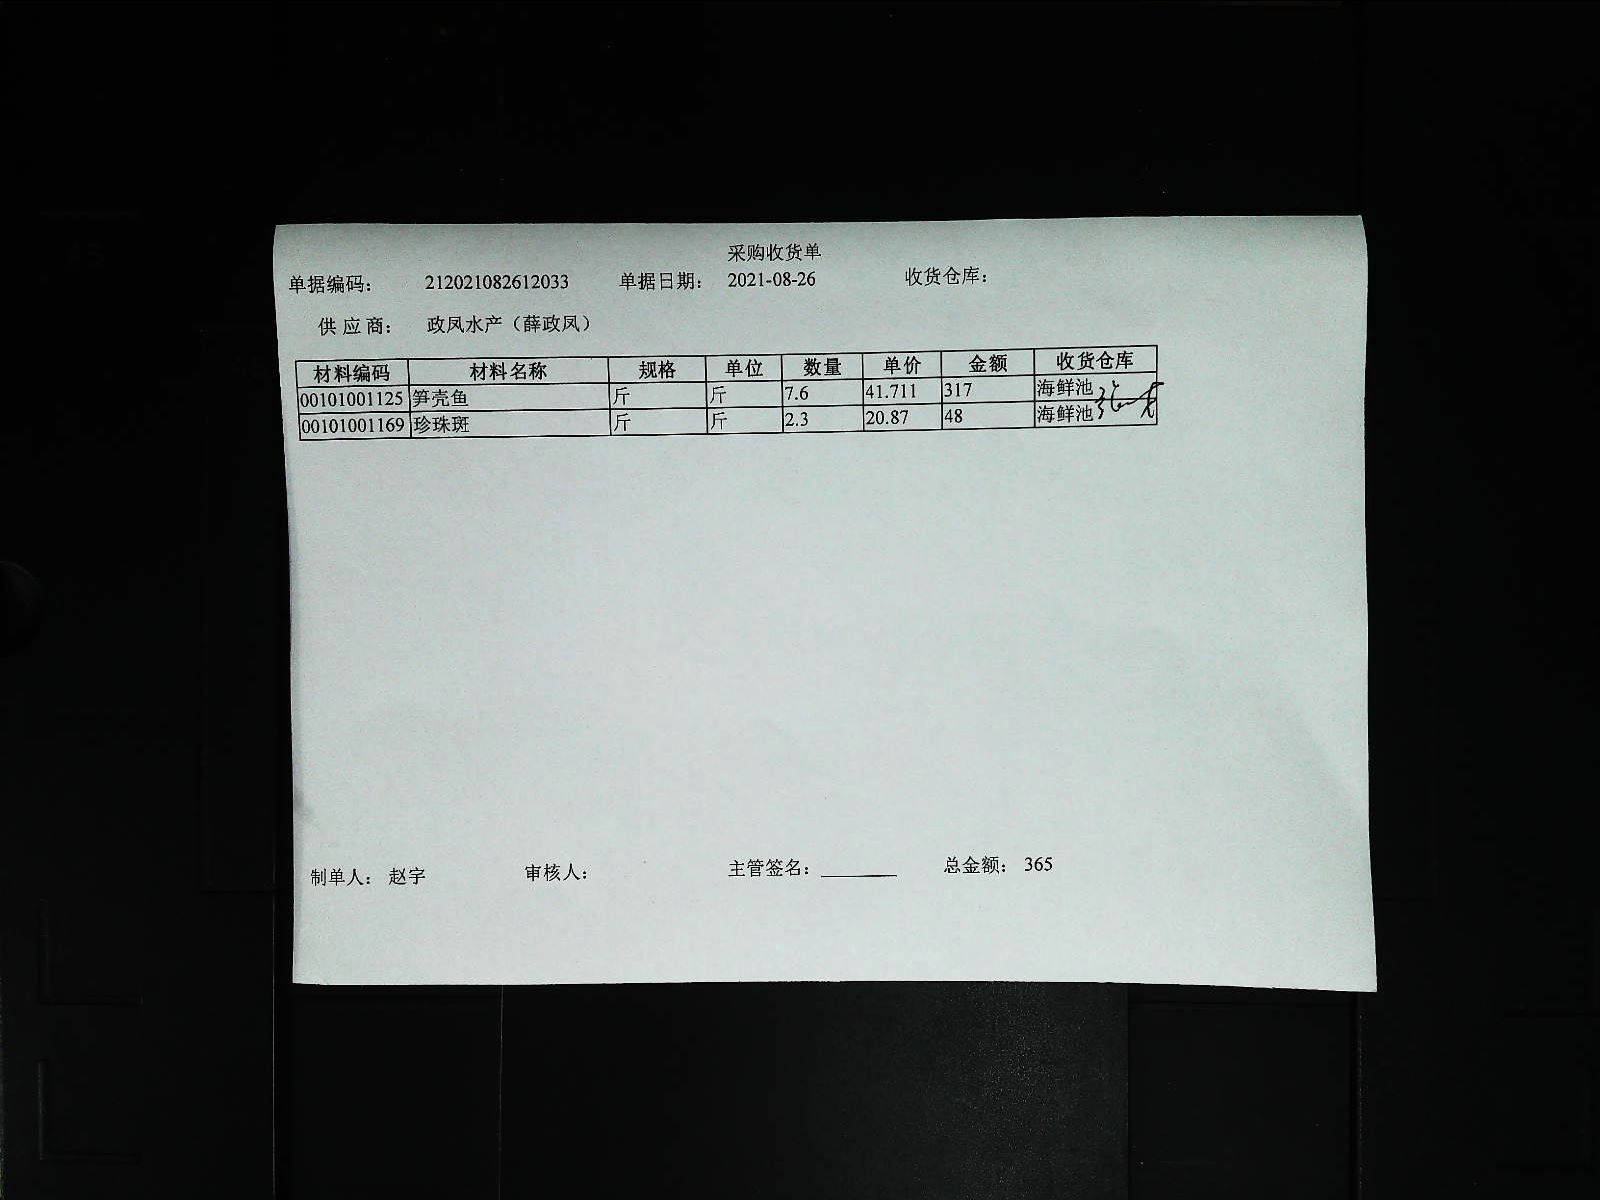 采购收货单
单据编码： 212021082612033 单据日期： 2021-08-26 收货仓库：
供应商： 政凤水产（薛政凤）
材料编码 材料名称 规格 单位 数量 单价 金额 收货仓库
00101001125 笋壳鱼 斤 斤 7.6 41.711 317 海鲜池
00101001169 珍珠斑 斤 斤 2.3 20.87 48 海鲜池
制单人： 赵宇 审核人： 主管签名： 总金额： 365